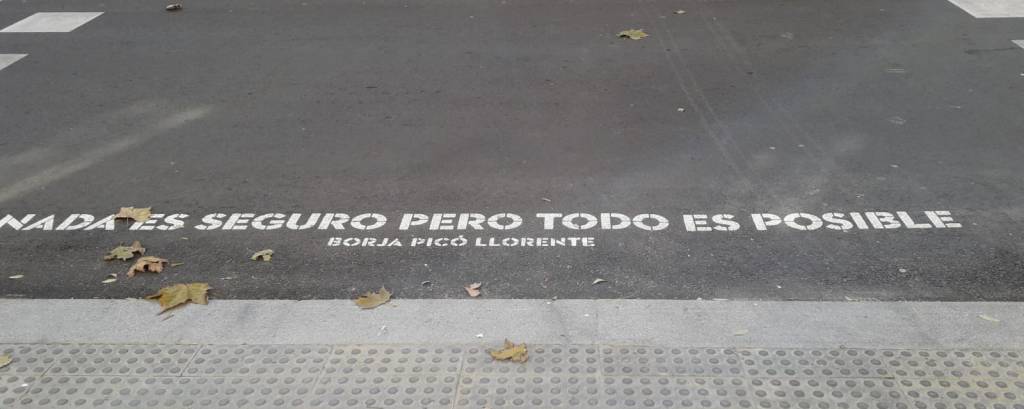 NADA ES SEGURO PERO TODO ES POSIBLE
BORJA PICÓ LLORENTE